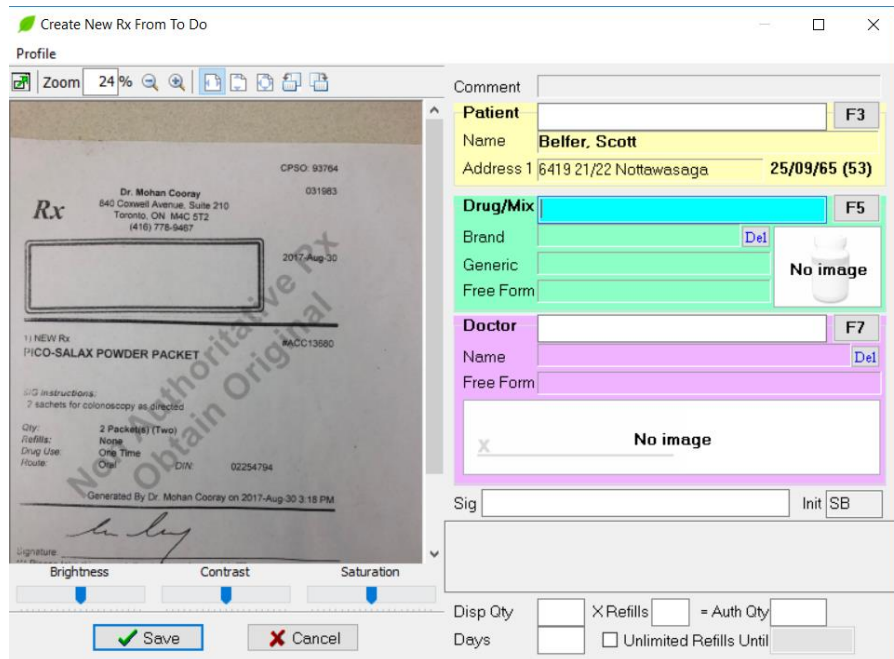 Create New Rx From To Do
Profile
Zoom 24 %
CPSO: 93764
031983
Rx
Dr. Mohan Cooray
840 Coxwell Avenue, Suite 210
Toronto, ON M4C 5T2
(416) 778-9467
2017-Aug-30
1) NEW Rx
#ACC13680
PICO-SALAX POWDER PACKET
SIG Instructions:
2 sachets for colonoscopy as directed
Qty: 2 Packet(s) (Two)
Refills: None
Drug Use: One Time
Route: Oral DIN: 02254794
Non Authoritative Rx
Obtain Original
Generated By Dr. Mohan Cooray on 2017-Aug-30 3:18 PM
Signature:
Brightness Contrast Saturation
Save Cancel
Comment
Patient F3
Name Belfer, Scott
Address 1 6419 21/22 Nottawasaga 25/09/65 (53)
Drug/Mix F5
Brand Del
Generic
No image
Free Form
Doctor F7
Name Del
Free Form
x No image
Sig Init SB
Disp Qty X Refills = Auth Qty
Days Unlimited Refills Until